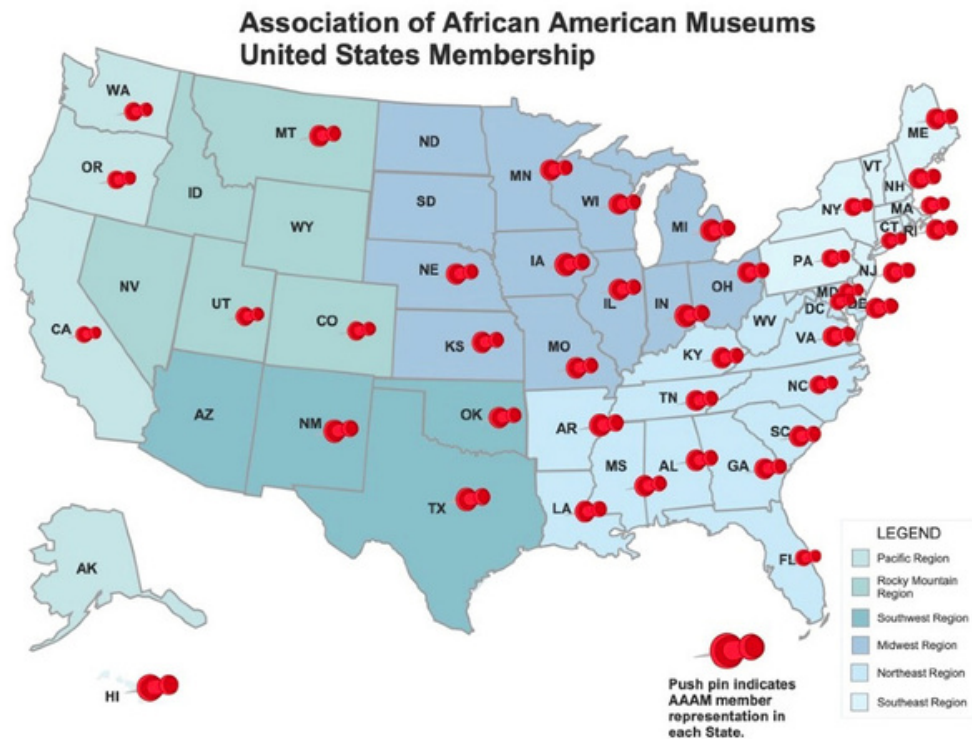 Association of African American Museums
United States Membership
WA
MT
ND
ME
OR
MN
VT
ID
SD
WI
NH
NY
MA
MI
WY
CT
RI
PA
NE
IA
NJ
NV
OH
UT
IL
IN
MD
CO
DE
DC
CA
WV
KS
MO
VA
KY
NC
TN
AZ
OK
NM
AR
SC
MS
AL
GA
TX
LA
FL
AK
HI
LEGEND
Pacific Region
Rocky Mountain
Region
Southwest Region
Midwest Region
Northeast Region
Southeast Region
Push pin indicates
AAAM member
representation in
each State.